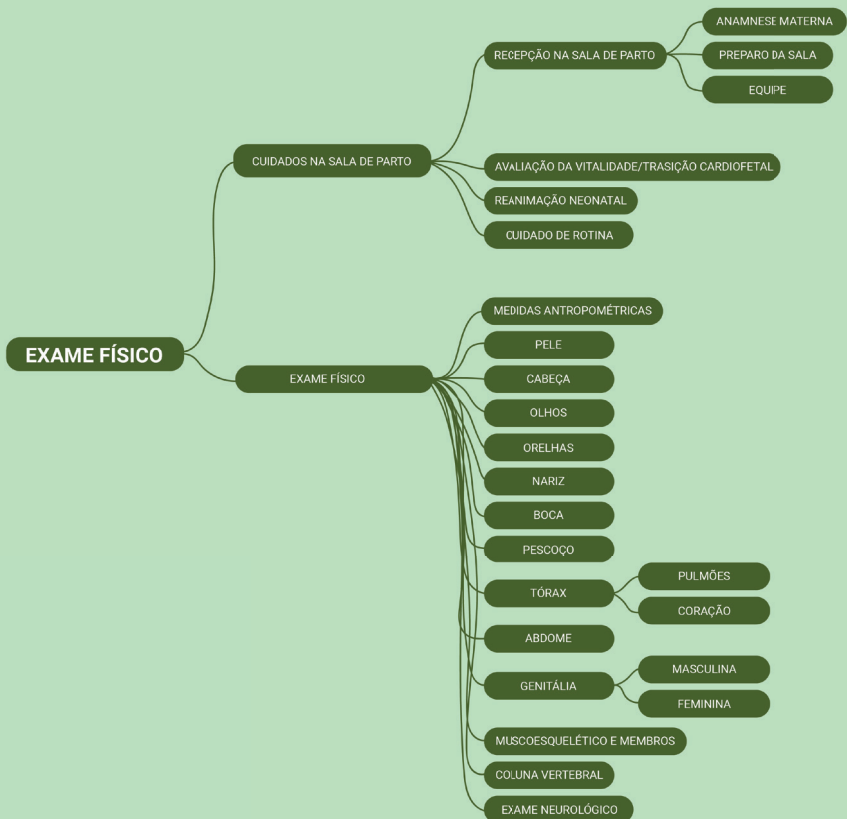 ANAMNESE MATERNA
RECEPÇÃO NA SALA DE PARTO
PREPARO DA SALA
EQUIPE
CUIDADOS NA SALA DE PARTO
AVALIAÇÃO DA VITALIDADE/TRASIÇÃO CARDIOFETAL
REANIMAÇÃO NEONATAL
CUIDADO DE ROTINA
MEDIDAS ANTROPOMÉTRICAS
EXAME FÍSICO
PELE
EXAME FÍSICO
CABEÇA
OLHOS
ORELHAS
NARIZ
BOCA
PESCOÇO
TÓRAX
PULMÕES
CORAÇÃO
ABDOME
GENITÁLIA
MASCULINA
FEMININA
MUSCOESQUELÉTICO E MEMBROS
COLUNA VERTEBRAL
EXAME NEUROLÓGICO